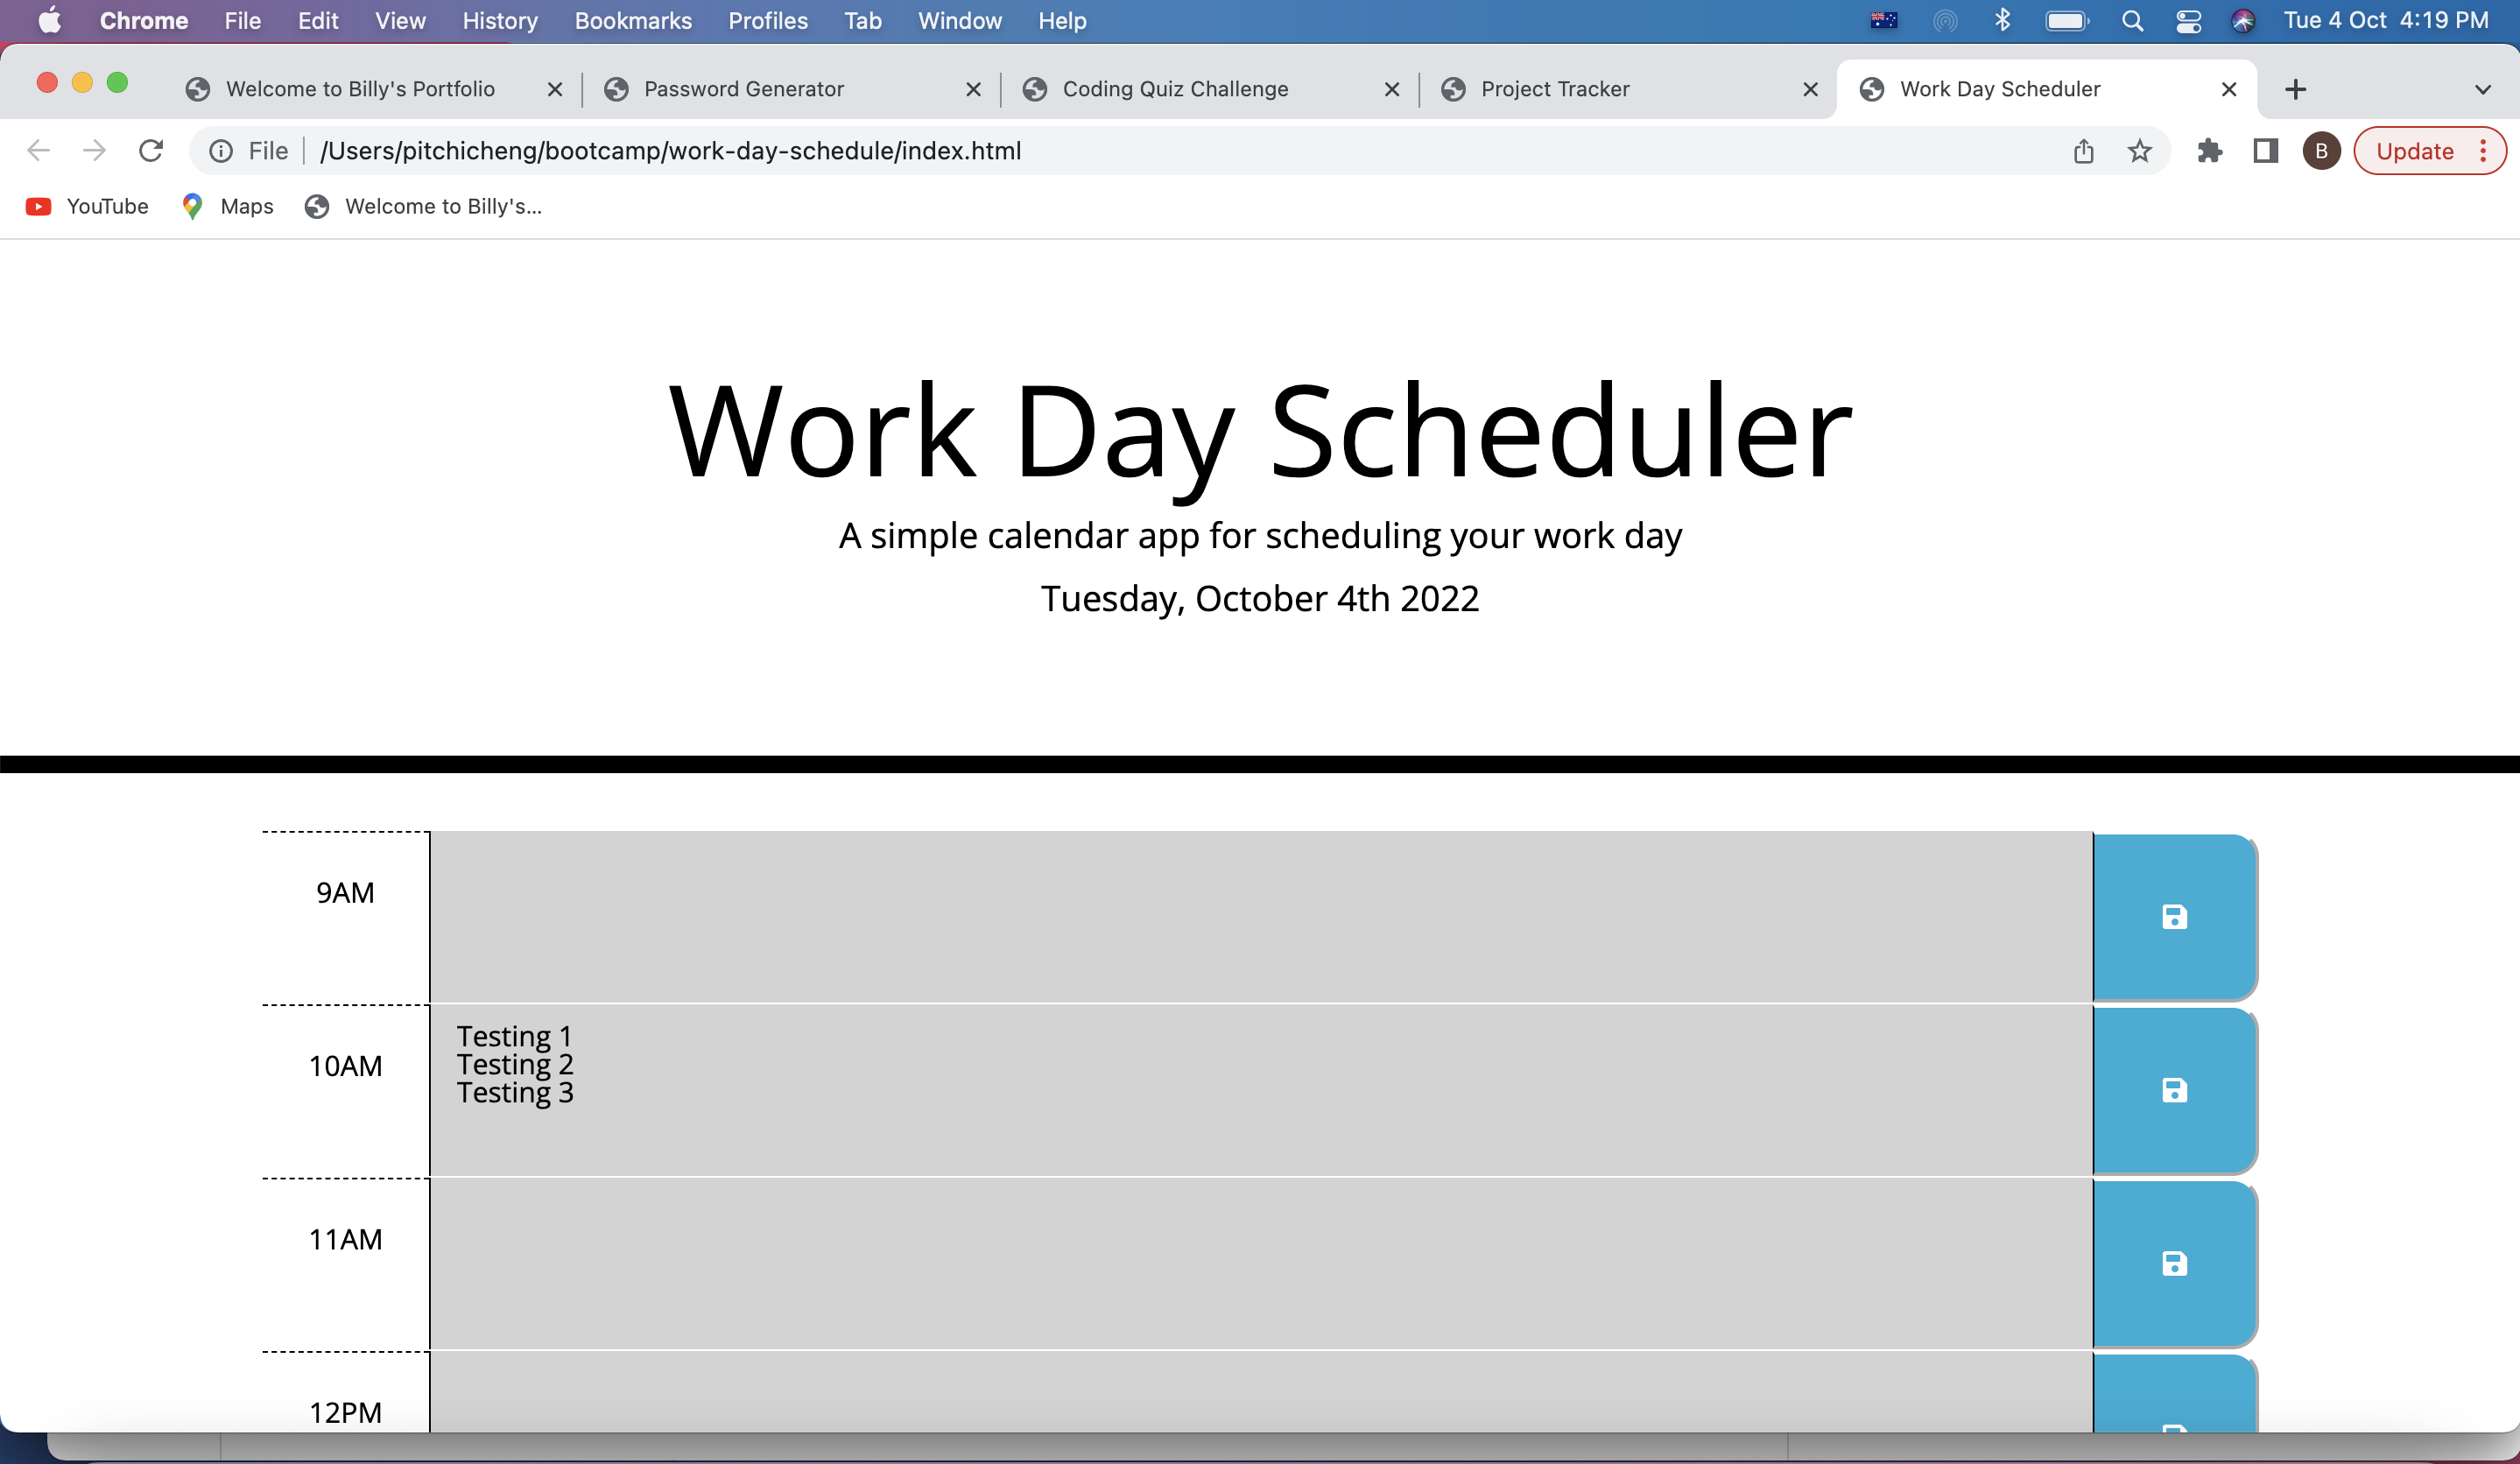 Chrome File Edit View History Bookmarks Profiles Tab Window Help Tue 4 Oct 4:19 PM
Welcome to Billy's Portfolio Password Generator Coding Quiz Challenge Project Tracker Work Day Scheduler
File /Users/pitchicheng/bootcamp/work-day-schedule/index.html B Update
YouTube Maps Welcome to Billy's...
Work Day Scheduler
A simple calendar app for scheduling your work day
Tuesday, October 4th 2022
9AM
10AM
Testing 1
Testing 2
Testing 3
11AM
12PM